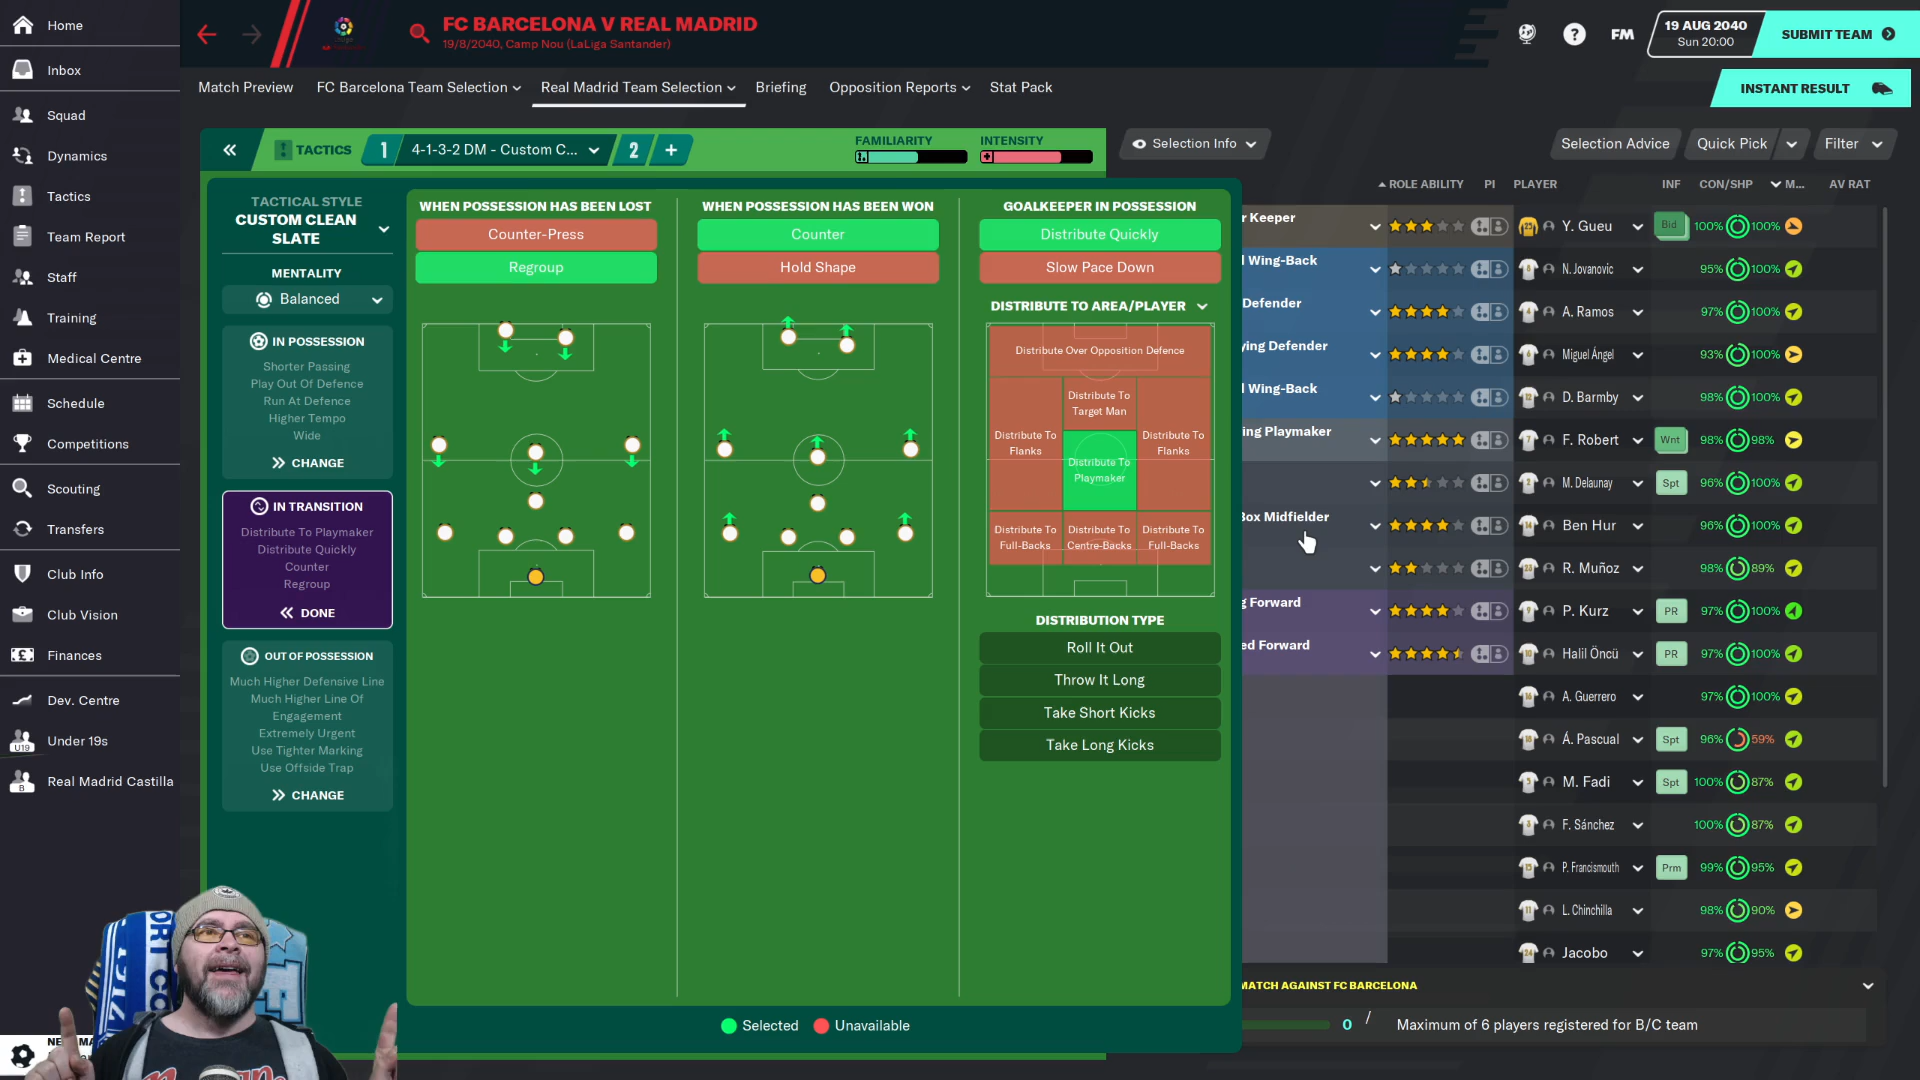 Home
Inbox
Squad
Dynamics
Tactics
Team Report
Staff
Training
Medical Centre
Schedule
Competitions
Scouting
Transfers
Club Info
Club Vision
Finances
Dev. Centre
U19 Under 19s
B Real Madrid Castilla
FC BARCELONA V REAL MADRID
19/8/2040, Camp Nou (LaLiga Santander)
? FM
19 AUG 2040
Sun 20:00
SUBMIT TEAM
Match Preview FC Barcelona Team Selection Real Madrid Team Selection Briefing Opposition Reports Stat Pack
INSTANT RESULT
TACTICS 1 4-1-3-2 DM - Custom C... 2 +
FAMILIARITY
INTENSITY
Selection Info
Selection Advice Quick Pick Filter
TACTICAL STYLE
CUSTOM CLEAN
SLATE
MENTALITY
Balanced
IN POSSESSION
Shorter Passing
Play Out Of Defence
Run At Defence
Higher Tempo
Wide
CHANGE
IN TRANSITION
Distribute To Playmaker
Distribute Quickly
Counter
Regroup
DONE
OUT OF POSSESSION
Much Higher Defensive Line
Much Higher Line Of
Engagement
Extremely Urgent
Use Tighter Marking
Use Offside Trap
CHANGE
WHEN POSSESSION HAS BEEN LOST
Counter-Press
Regroup
WHEN POSSESSION HAS BEEN WON
Counter
Hold Shape
GOALKEEPER IN POSSESSION
Distribute Quickly
Slow Pace Down
DISTRIBUTE TO AREA/PLAYER
Distribute Over Opposition Defence
Distribute To
Target Man
Distribute To
Flanks
Distribute To
Playmaker
Distribute To
Flanks
Distribute To
Full-Backs
Distribute To
Centre-Backs
Distribute To
Full-Backs
DISTRIBUTION TYPE
Roll It Out
Throw It Long
Take Short Kicks
Take Long Kicks
Selected Unavailable
ROLE ABILITY PI PLAYER INF CON/SHP M... AV RAT
r Keeper Y. Gueu Bid 100% 100%
l Wing-Back N. Jovanovic 95% 100%
Defender A. Ramos 97% 100%
ying Defender Miguel Ángel 93% 100%
l Wing-Back D. Barmby 98% 100%
ing Playmaker F. Robert Wnt 98% 98%
M. Delaunay Spt 96% 100%
Box Midfielder Ben Hur 96% 100%
R. Muñoz 98% 89%
g Forward P. Kurz PR 97% 100%
ed Forward Halil Öncü PR 97% 100%
A. Guerrero 97% 100%
Á. Pascual Spt 96% 59%
M. Fadi Spt 100% 87%
F. Sánchez 100% 87%
P. Francismouth Prm 99% 95%
L. Chinchilla 98% 90%
Jacobo 97% 95%
MATCH AGAINST FC BARCELONA
0 / Maximum of 6 players registered for B/C team